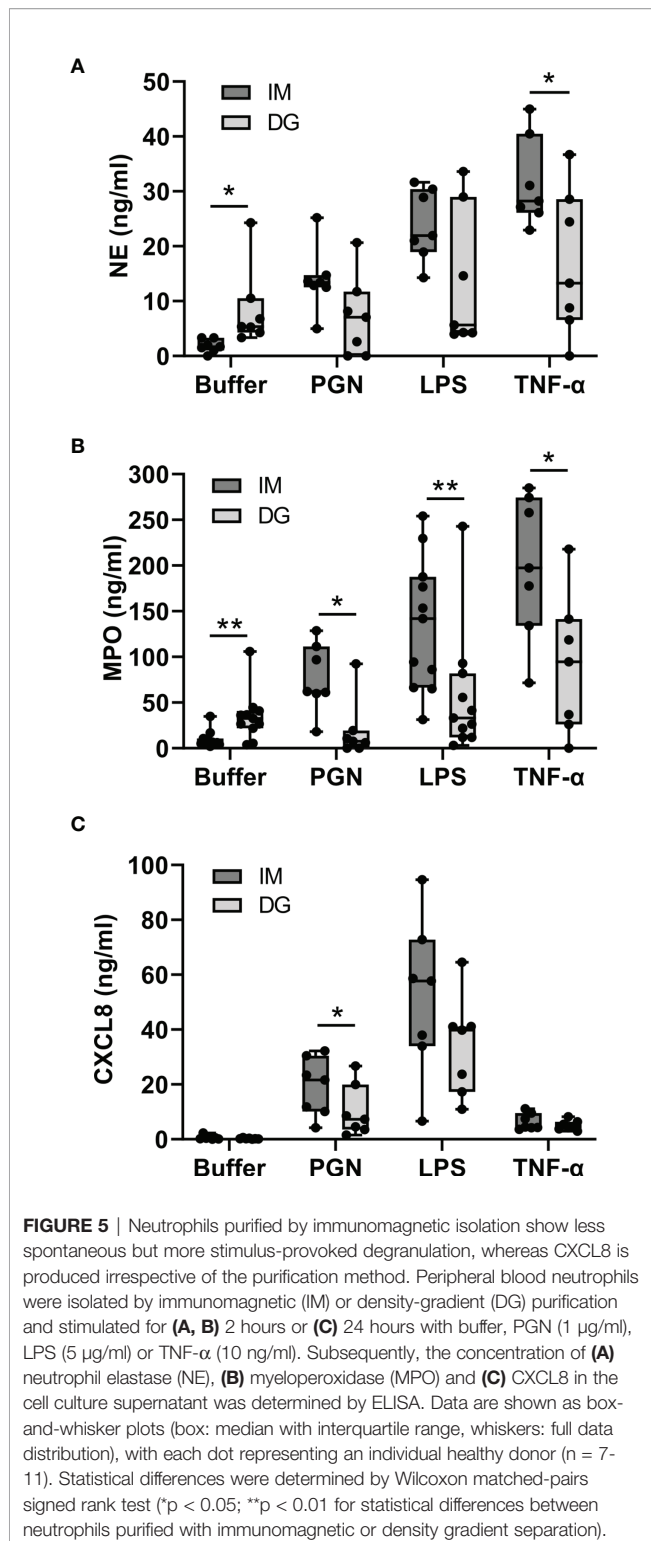 A
50
40
30
20
10
0
NE (ng/ml)
IM
DG
*
*
Buffer PGN LPS TNF-α
B
300
250
200
150
100
50
0
MPO (ng/ml)
IM
DG
**
*
**
*
Buffer PGN LPS TNF-α
C
100
80
60
40
20
0
CXCL8 (ng/ml)
IM
DG
*
Buffer PGN LPS TNF-α
FIGURE 5 | Neutrophils purified by immunomagnetic isolation show less
spontaneous but more stimulus-provoked degranulation, whereas CXCL8 is
produced irrespective of the purification method. Peripheral blood neutrophils
were isolated by immunomagnetic (IM) or density-gradient (DG) purification
and stimulated for (A, B) 2 hours or (C) 24 hours with buffer, PGN (1 µg/ml),
LPS (5 µg/ml) or TNF-α (10 ng/ml). Subsequently, the concentration of (A)
neutrophil elastase (NE), (B) myeloperoxidase (MPO) and (C) CXCL8 in the
cell culture supernatant was determined by ELISA. Data are shown as box-
and-whisker plots (box: median with interquartile range, whiskers: full data
distribution), with each dot representing an individual healthy donor (n = 7-
11). Statistical differences were determined by Wilcoxon matched-pairs
signed rank test (*p < 0.05; **p < 0.01 for statistical differences between
neutrophils purified with immunomagnetic or density gradient separation).